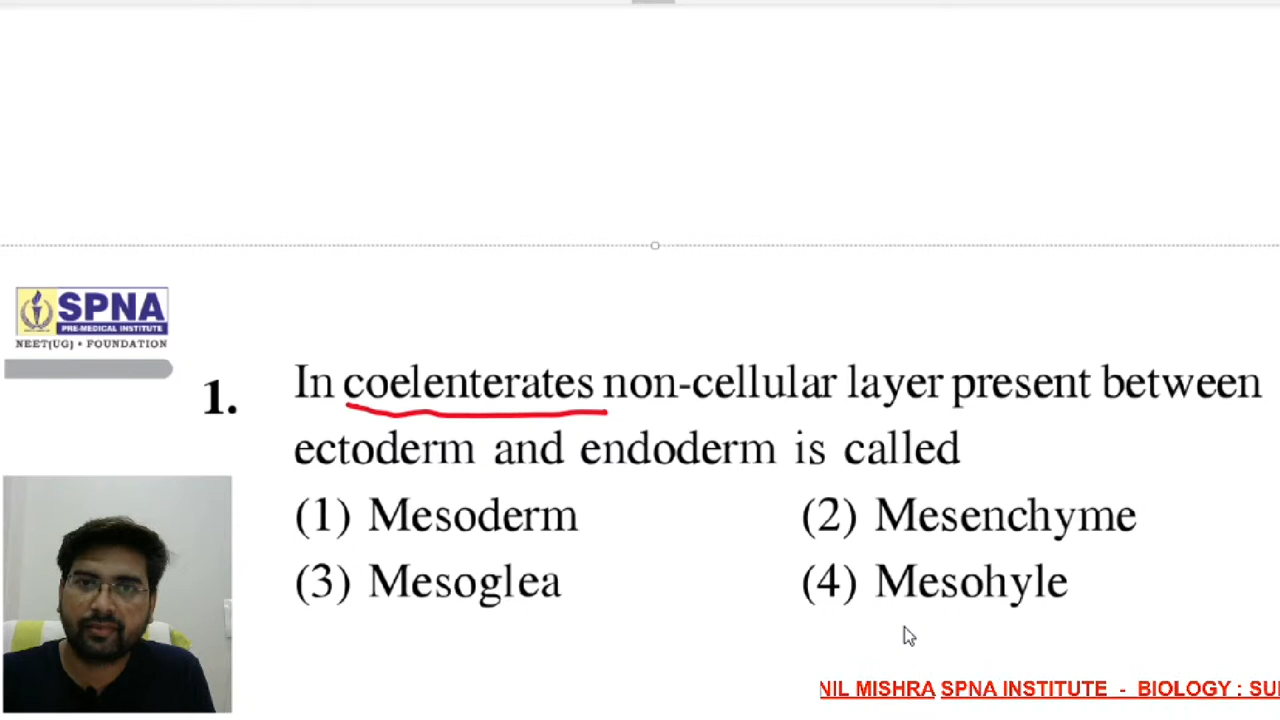 SPNA
PRE-MEDICAL INSTITUTE
NEET[UG] • FOUNDATION
1. In coelenterates non-cellular layer present between
ectoderm and endoderm is called
(1) Mesoderm (2) Mesenchyme
(3) Mesoglea (4) Mesohyle
NIL MISHRA SPNA INSTITUTE - BIOLOGY : SU